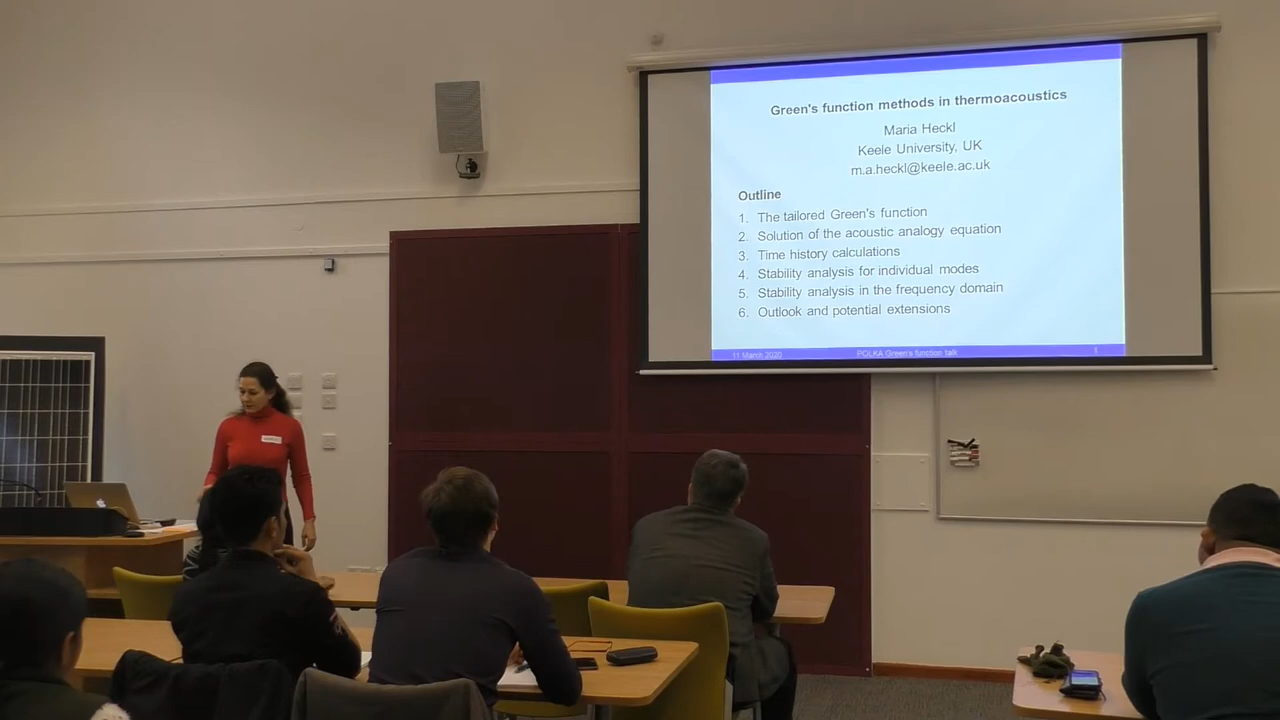 Green's function methods in thermoacoustics
Maria Heckl
Keele University, UK
m.a.heckl@keele.ac.uk
Outline
1. The tailored Green's function
2. Solution of the acoustic analogy equation
3. Time history calculations
4. Stability analysis for individual modes
5. Stability analysis in the frequency domain
6. Outlook and potential extensions
11 March 2020 POLKA Green's function talk 1